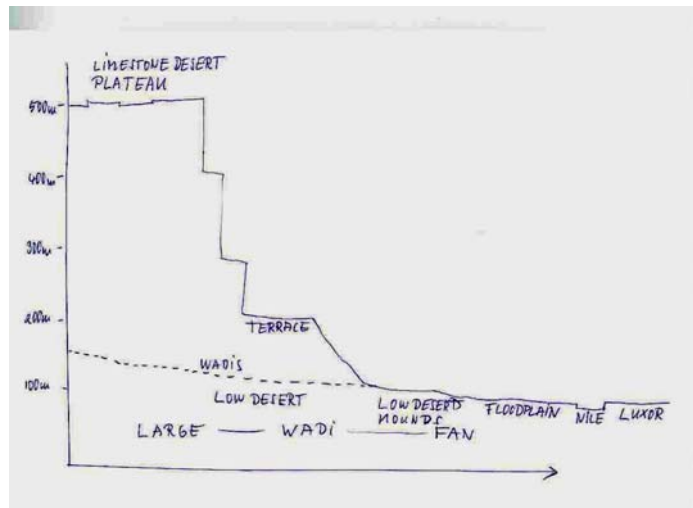 LIMESTONE DESERT
PLATEAU
500m
400m
300m
200m
TERRACE
WADIS
100m
LOW DESERT
LOW DESERT
MOUNDS
FLOODPLAIN
NILE
LUXOR
LARGE — WADI — FAN